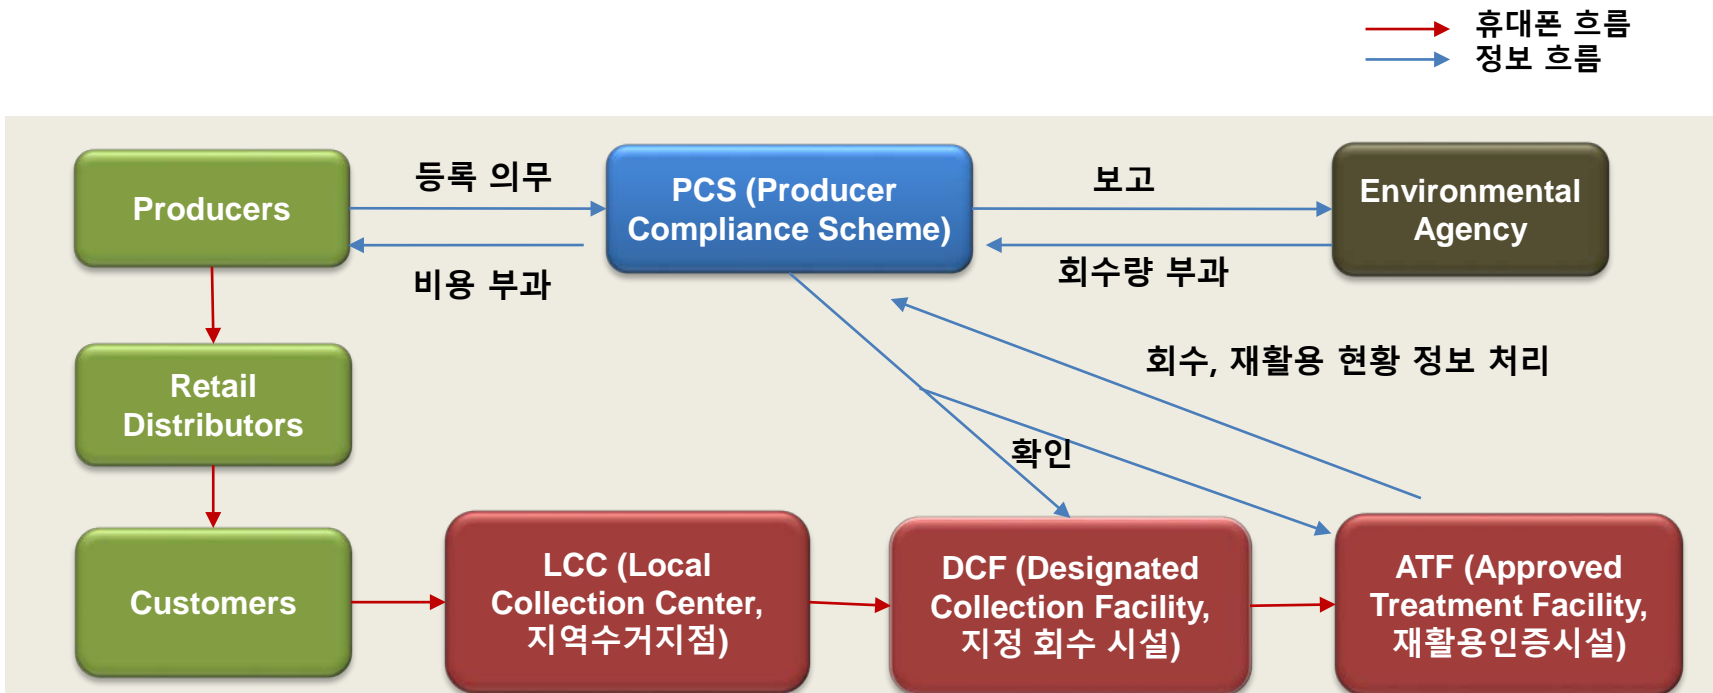 휴대폰 흐름
정보 흐름
Producers
등록 의무
비용 부과
PCS (Producer
Compliance Scheme)
보고
회수량 부과
Environmental
Agency
Retail
Distributors
회수, 재활용 현황 정보 처리
확인
Customers
LCC (Local
Collection Center,
지역수거지점)
DCF (Designated
Collection Facility,
지정 회수 시설)
ATF (Approved
Treatment Facility,
재활용인증시설)